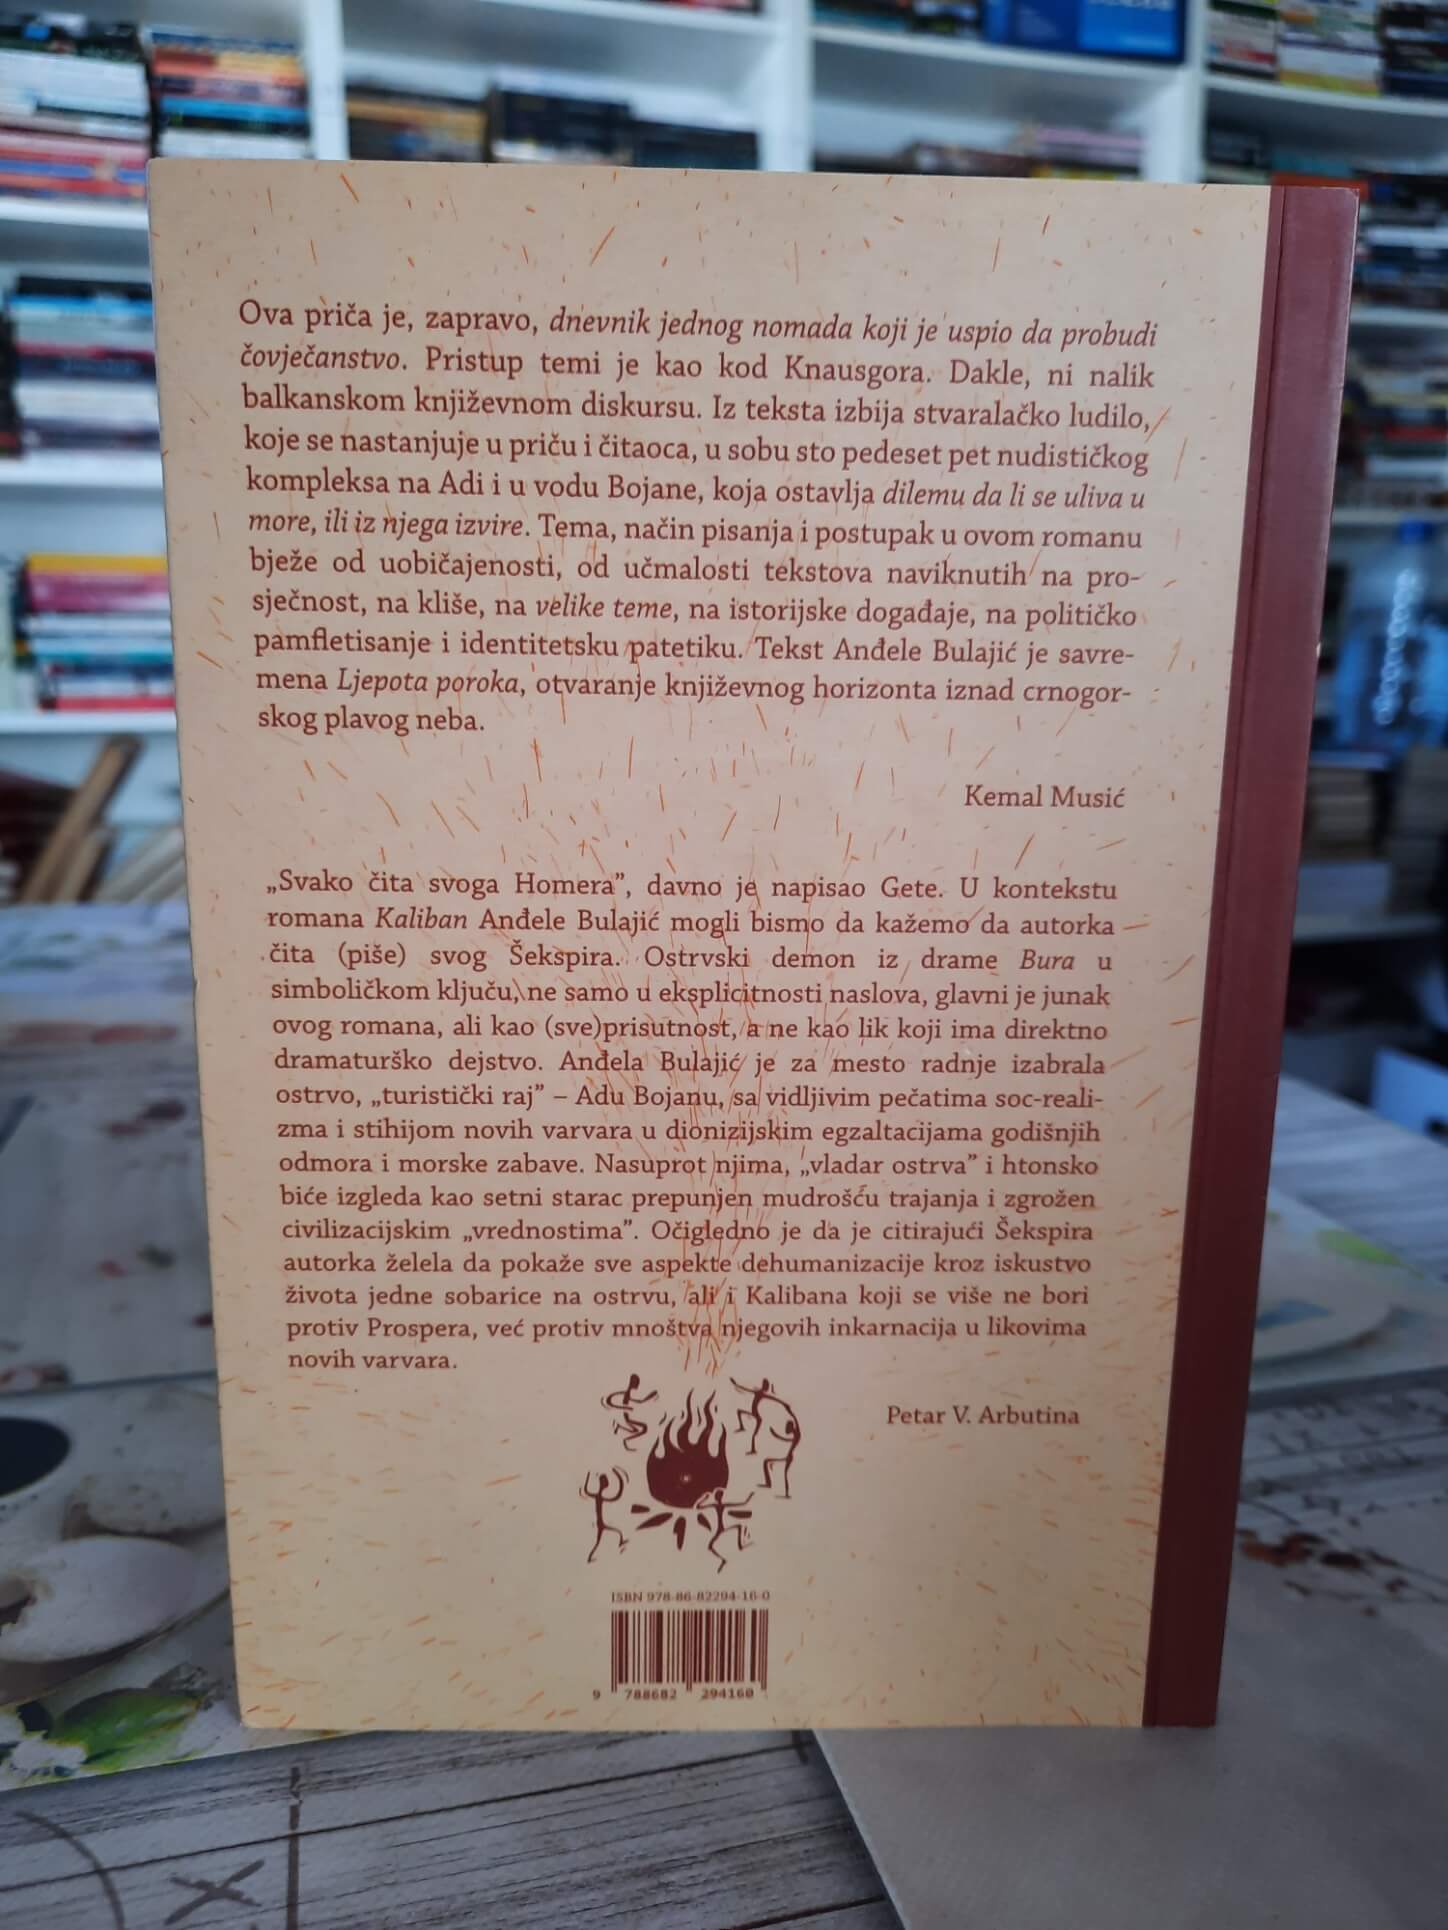 Ova priča je, zapravo, dnevnik jednog nomada koji je uspio da probudi
čovječanstvo. Pristup temi je kao kod Knausgora. Dakle, ni nalik
balkanskom književnom diskursu. Iz teksta izbija stvaralačko ludilo,
koje se nastanjuje u priču i čitaoca, u sobu sto pedeset pet nudističkog
kompleksa na Adi i u vodu Bojane, koja ostavlja dilemu da li se uliva u
more, ili iz njega izvire. Tema, način pisanja i postupak u ovom romanu
bježe od uobičajenosti, od učmalosti tekstova naviknutih na pro-
sječnost, na kliše, na velike teme, na istorijske događaje, na političko
pamfletisanje i identitetsku patetiku. Tekst Anđele Bulajić je savre-
mena Ljepota poroka, otvaranje književnog horizonta iznad crnogor-
skog plavog neba.
Kemal Musić
„Svako čita svoga Homera”, davno je napisao Gete. U kontekstu
romana Kaliban Anđele Bulajić mogli bismo da kažemo da autorka
čita (piše) svog Šekspira. Ostrvski demon iz drame Bura u
simboličkom ključu, ne samo u eksplicitnosti naslova, glavni je junak
ovog romana, ali kao (sve)prisutnost, a ne kao lik koji ima direktno
dramaturško dejstvo. Anđela Bulajić je za mesto radnje izabrala
ostrvo, „turistički raj” – Adu Bojanu, sa vidljivim pečatima soc-reali-
zma i stihijom novih varvara u dionizijskim egzaltacijama godišnjih
odmora i morske zabave. Nasuprot njima, „vladar ostrva” i htonsko
biće izgleda kao setni starac prepunjen mudrošću trajanja i zgrožen
civilizacijskim „vrednostima”. Očigledno je da je citirajući Šekspira
autorka želela da pokaže sve aspekte dehumanizacije kroz iskustvo
života jedne sobarice na ostrvu, ali i Kalibana koji se više ne bori
protiv Prospera, već protiv mnoštva njegovih inkarnacija u likovima
novih varvara.
Petar V. Arbutina
ISBN 978-86-82294-16-0
9 788682 294160